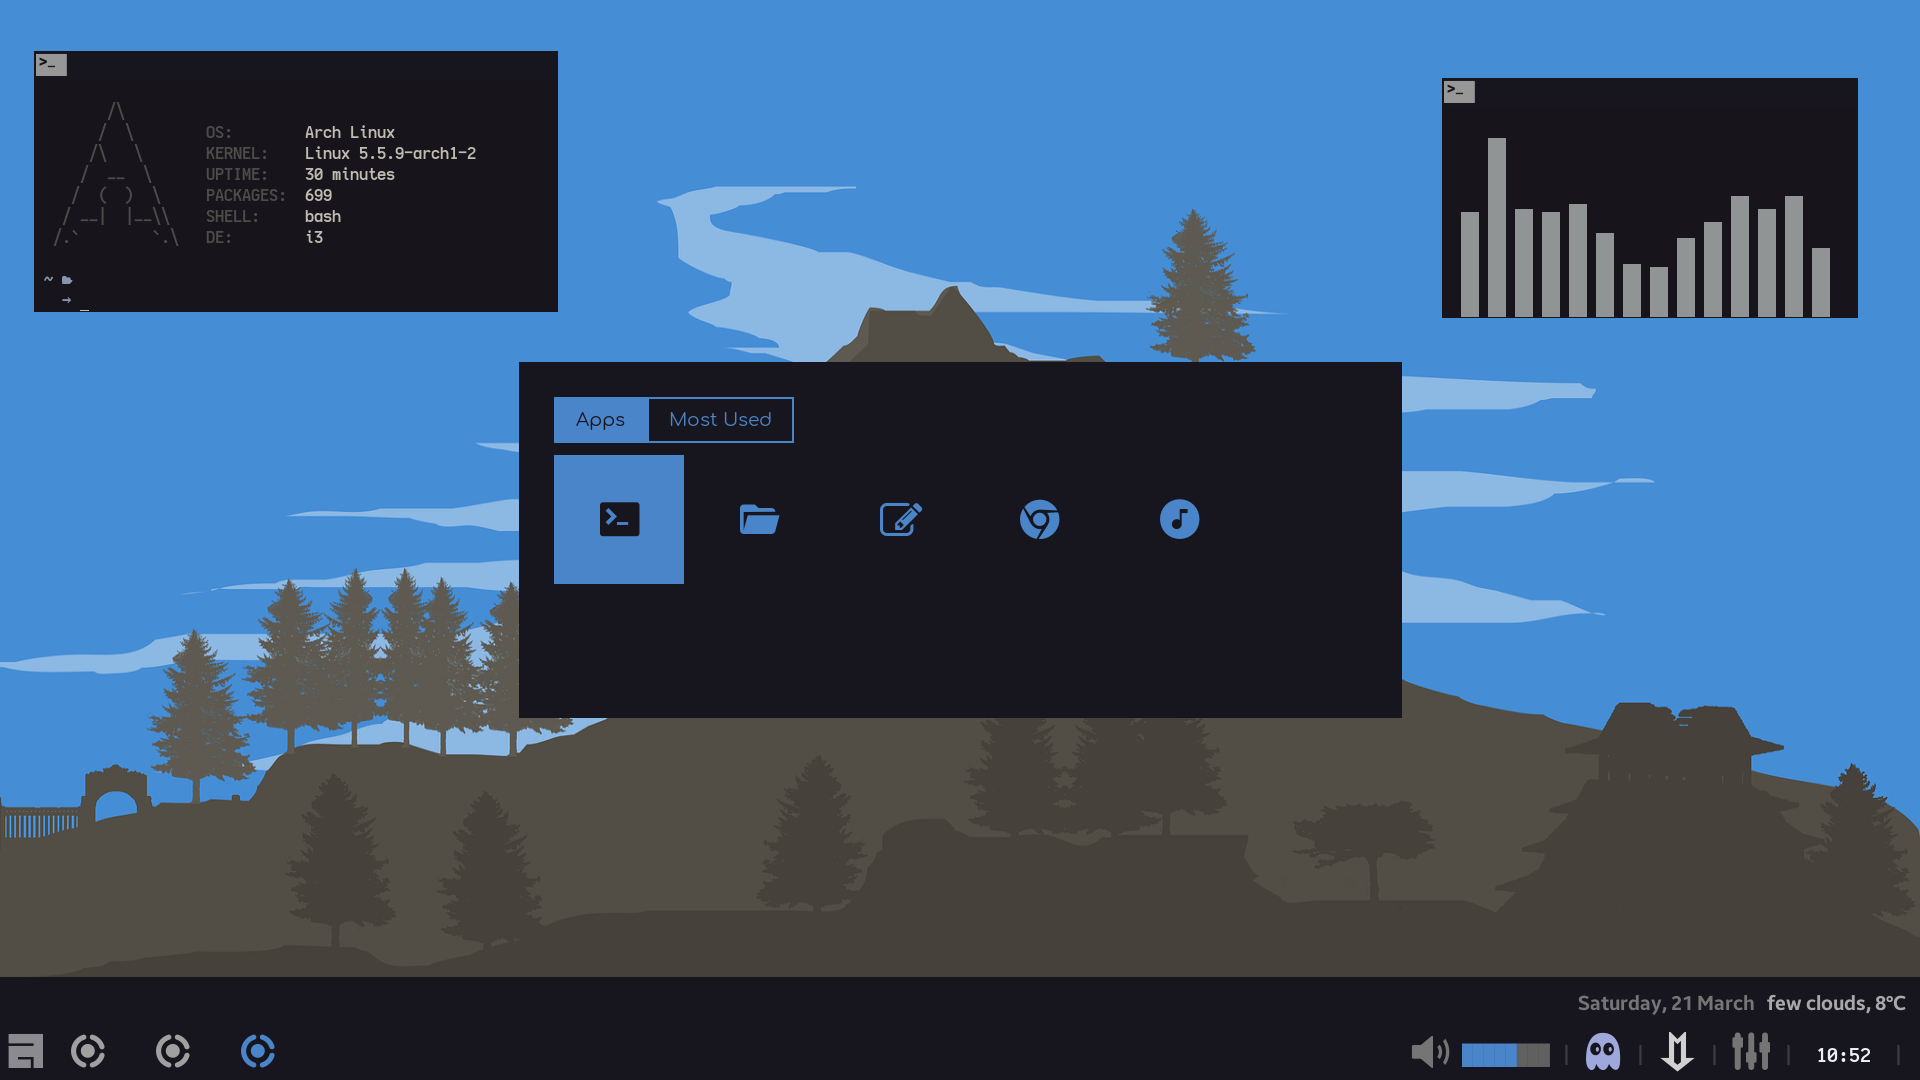 >_
OS: Arch Linux
KERNEL: Linux 5.5.9-arch1-2
UPTIME: 30 minutes
PACKAGES: 699
SHELL: bash
DE: i3
~
→ _
>_
Apps
Most Used
Saturday, 21 March few clouds, 8°C
10:52